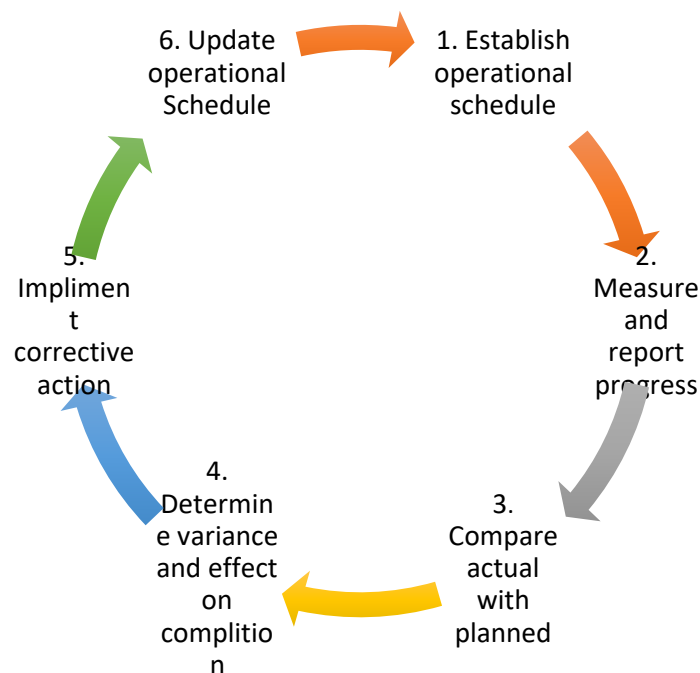 1. Establish
operational
schedule
2.
Measure
and
report
progress
3.
Compare
actual
with
planned
4.
Determin
e variance
and effect
on
complitio
n
5.
Implimen
t
corrective
action
6. Update
operational
Schedule